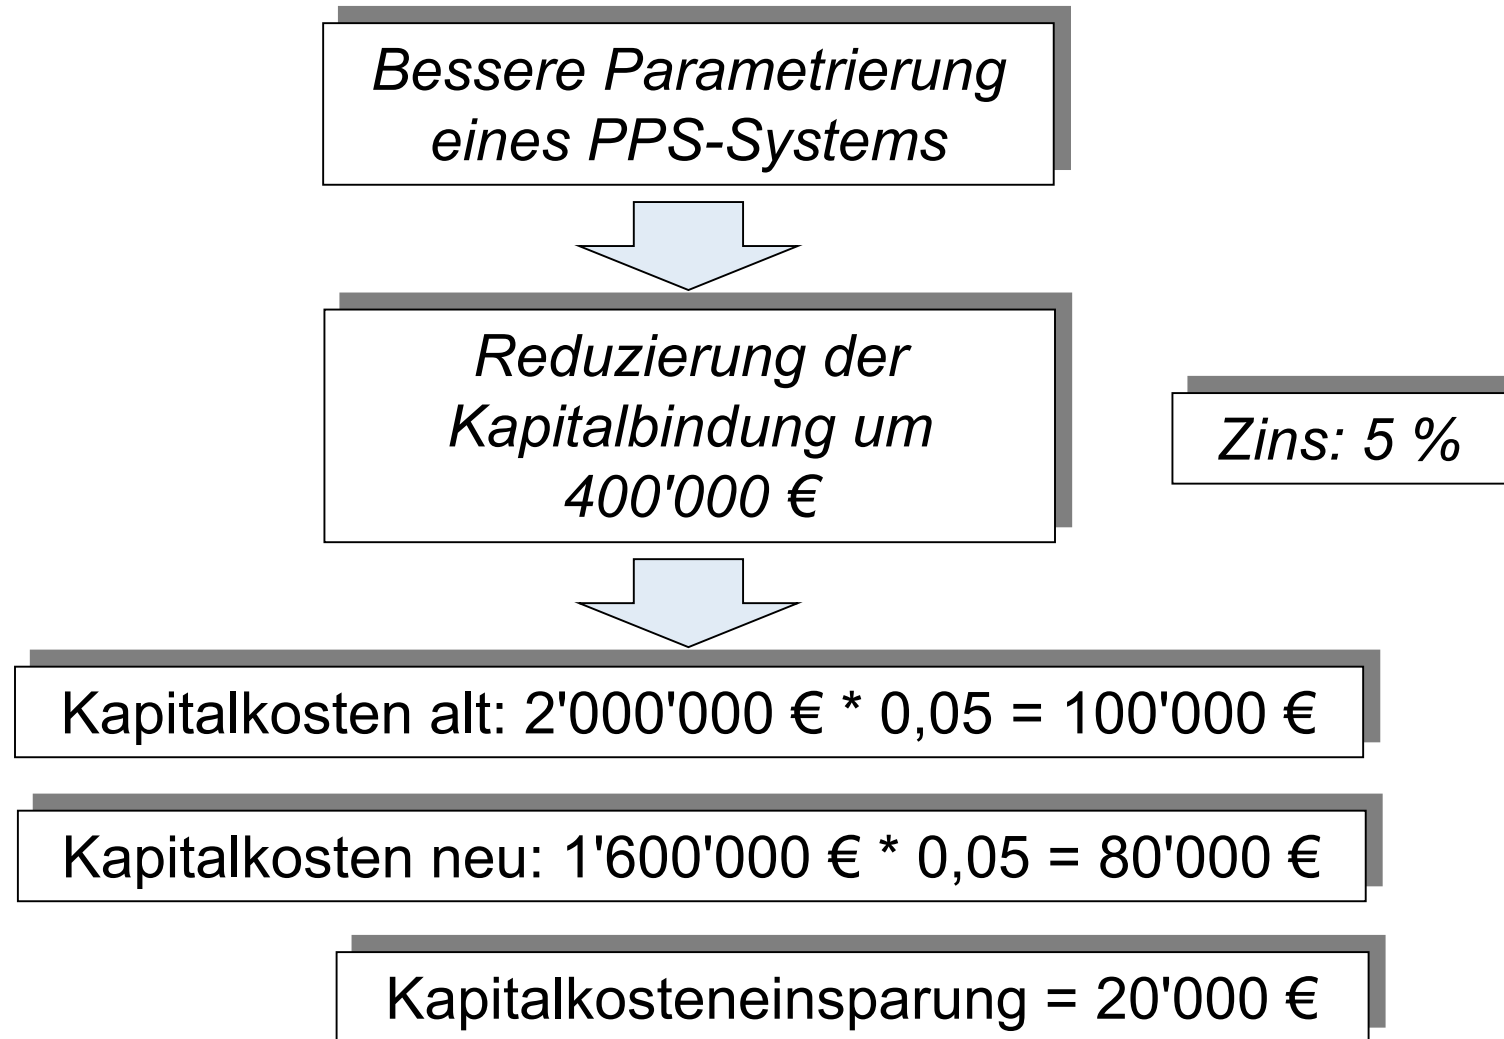 Bessere Parametrierung
eines PPS-Systems
Reduzierung der
Kapitalbindung um
400'000 €
Zins: 5 %
Kapitalkosten alt: 2'000'000 € * 0,05 = 100'000 €
Kapitalkosten neu: 1'600'000 € * 0,05 = 80'000 €
Kapitalkosteneinsparung = 20'000 €